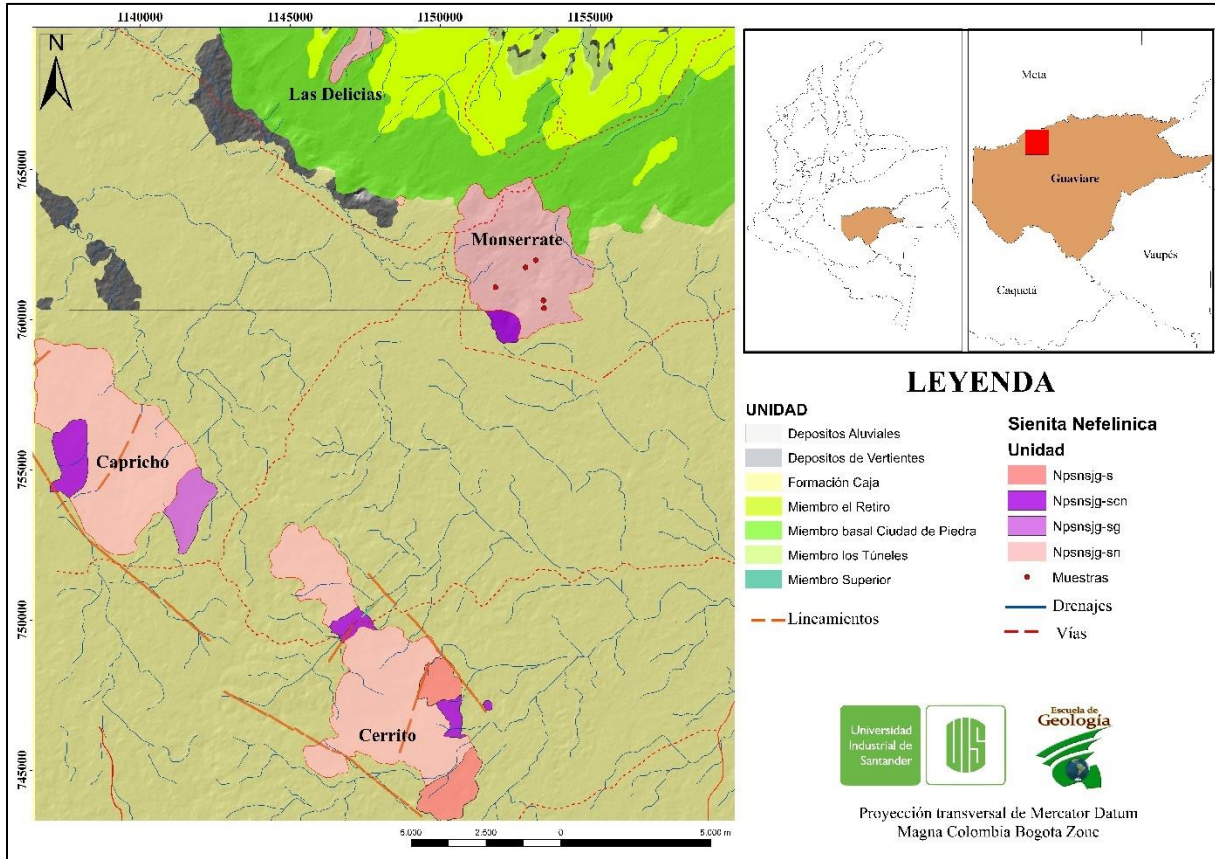 1140000
1145000
1150000
1155000
765000
760000
755000
750000
745000
N
Las Delicias
Monserrate
Capricho
Cerrito
5.000
2.500
0
5.000 m
Meta
Guaviare
Vaupés
Caquetá
LEYENDA
UNIDAD
Depositos Aluviales
Depositos de Vertientes
Formación Caja
Miembro el Retiro
Miembro basal Ciudad de Piedra
Miembro los Túneles
Miembro Superior
Lineamientos
Sienita Nefelinica
Unidad
Npsnsjg-s
Npsnsjg-scn
Npsnsjg-sg
Npsnsjg-sn
Muestras
Drenajes
Vías
Universidad
Industrial de
Santander
UIS
Escuela de
Geología
Proyección transversal de Mercator Datum
Magna Colombia Bogota Zone